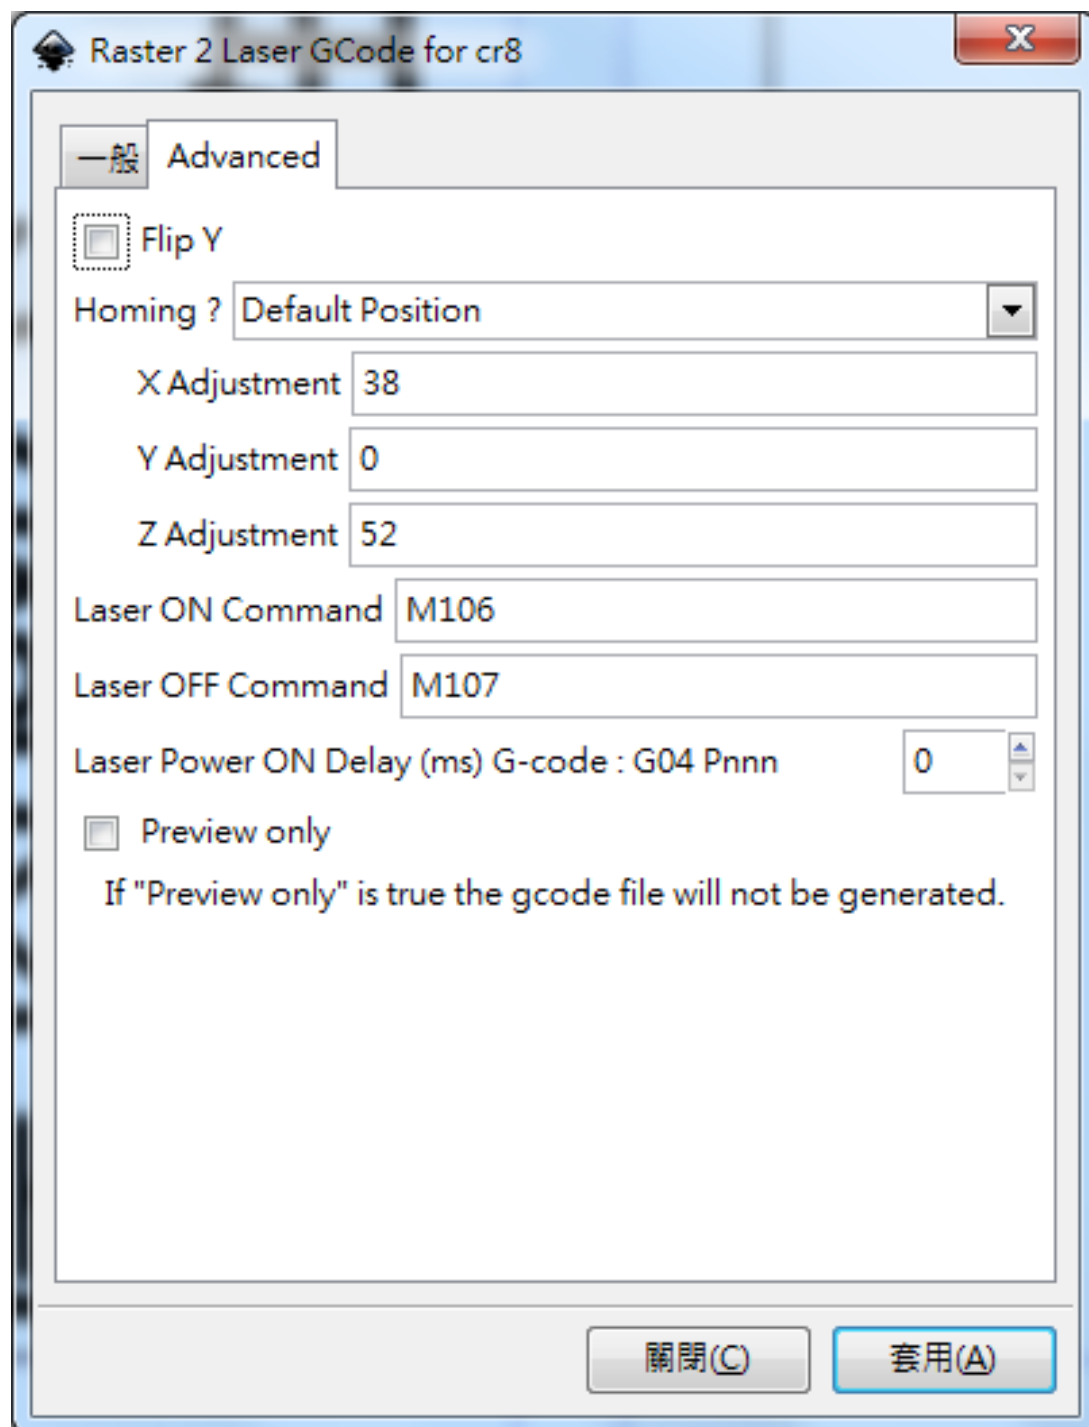 Raster 2 Laser GCode for cr8
一般 Advanced
Flip Y
Homing ? Default Position
X Adjustment 38
Y Adjustment 0
Z Adjustment 52
Laser ON Command M106
Laser OFF Command M107
Laser Power ON Delay (ms) G-code : G04 Pnnn 0
Preview only
If "Preview only" is true the gcode file will not be generated.
關閉(C) 套用(A)